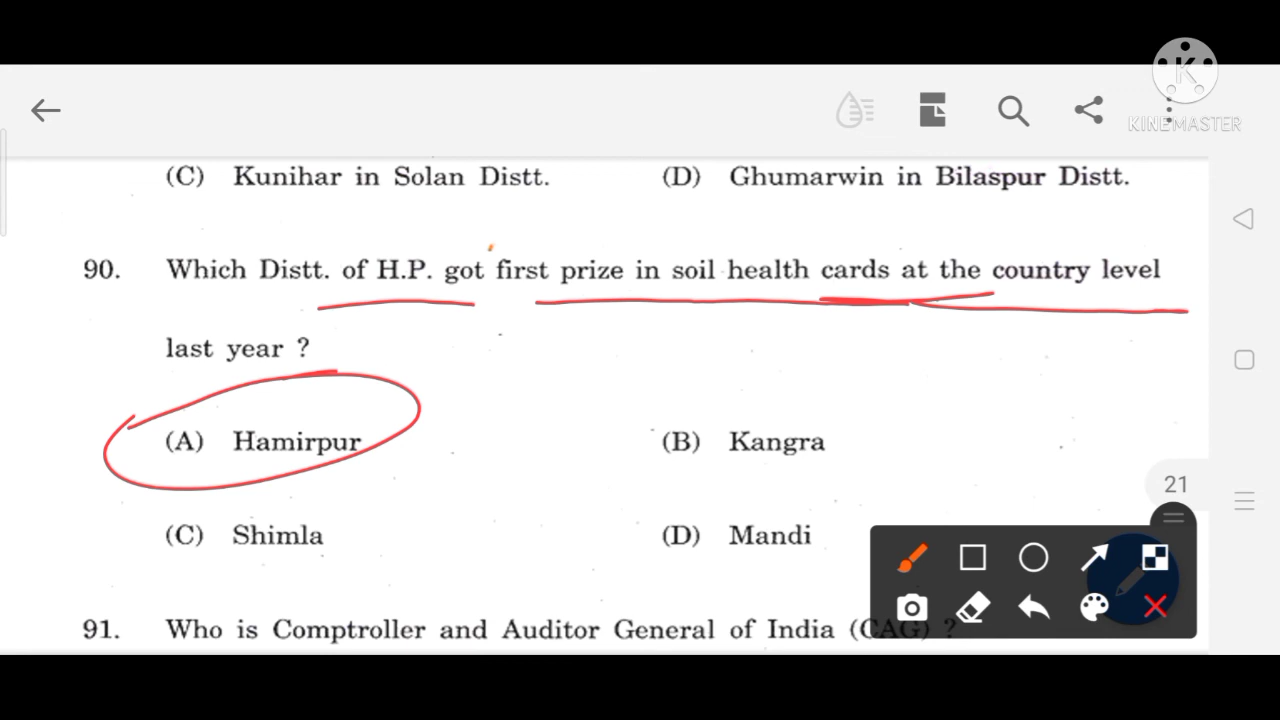 KINEMASTER
(C) Kunihar in Solan Distt. (D) Ghumarwin in Bilaspur Distt.
90. Which Distt. of H.P. got first prize in soil health cards at the country level
last year ?
(A) Hamirpur (B) Kangra
21
(C) Shimla (D) Mandi
91. Who is Comptroller and Auditor General of India (CAG) ?